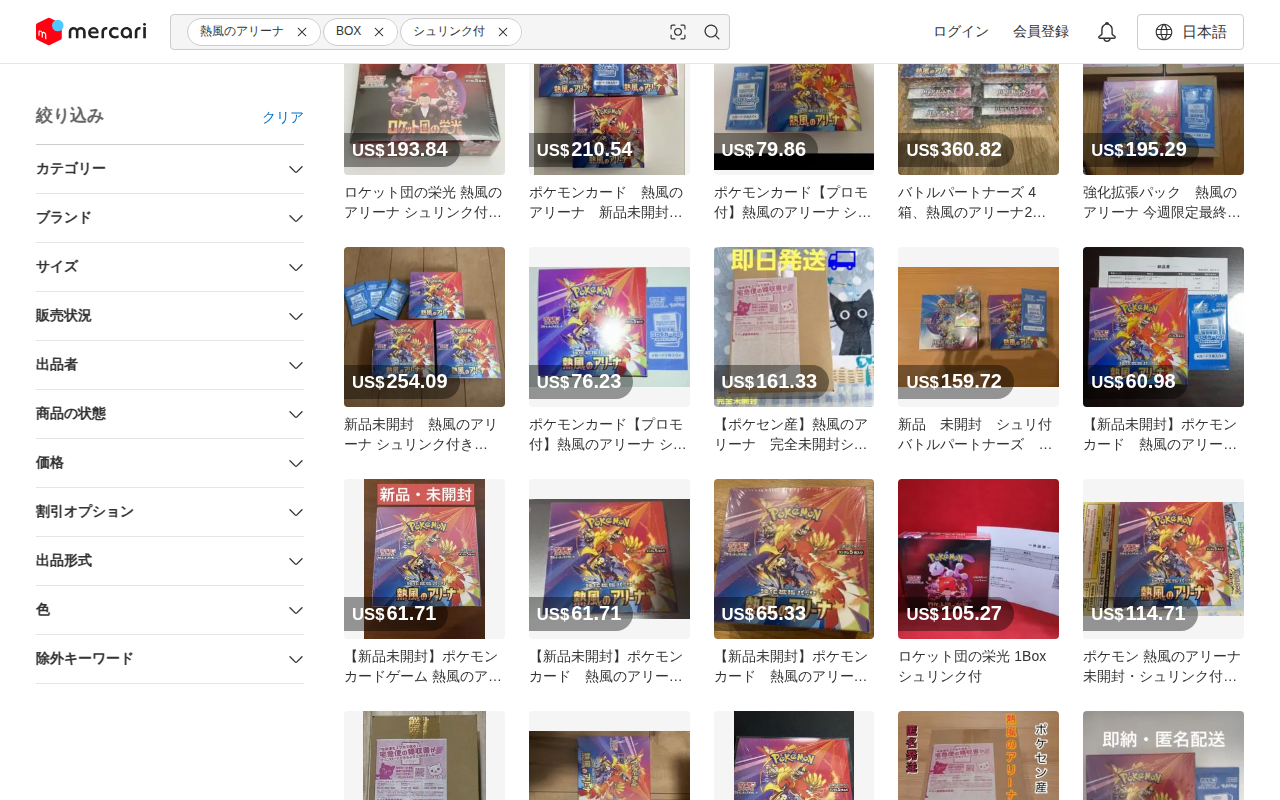 mercari
熱風のアリーナ
BOX
シュリンク付
ログイン
会員登録
日本語
絞り込み
クリア
カテゴリー
ブランド
サイズ
販売状況
出品者
商品の状態
価格
割引オプション
出品形式
色
除外キーワード
US$193.84
US$210.54
US$79.86
US$360.82
US$195.29
ロケット団の栄光 熱風の
アリーナ シュリンク付…
ポケモンカード　熱風の
アリーナ　新品未開封…
ポケモンカード【プロモ
付】熱風のアリーナ シ…
バトルパートナーズ 4
箱、熱風のアリーナ2…
強化拡張パック　熱風の
アリーナ 今週限定最終…
即日発送
US$254.09
US$76.23
US$161.33
US$159.72
US$60.98
新品未開封　熱風のアリ
ーナ シュリンク付き…
ポケモンカード【プロモ
付】熱風のアリーナ シ…
【ポケセン産】熱風のア
リーナ　完全未開封シ…
新品　未開封　シュリ付
バトルパートナーズ　…
【新品未開封】ポケモン
カード　熱風のアリー…
新品・未開封
US$61.71
US$61.71
US$65.33
US$105.27
US$114.71
【新品未開封】ポケモン
カードゲーム 熱風のア…
【新品未開封】ポケモン
カード　熱風のアリー…
【新品未開封】ポケモン
カード　熱風のアリー…
ロケット団の栄光 1Box
シュリンク付
ポケモン 熱風のアリーナ
未開封・シュリンク付…
匿名発送
熱風のアリーナ
ポケセン産
即納・匿名配送